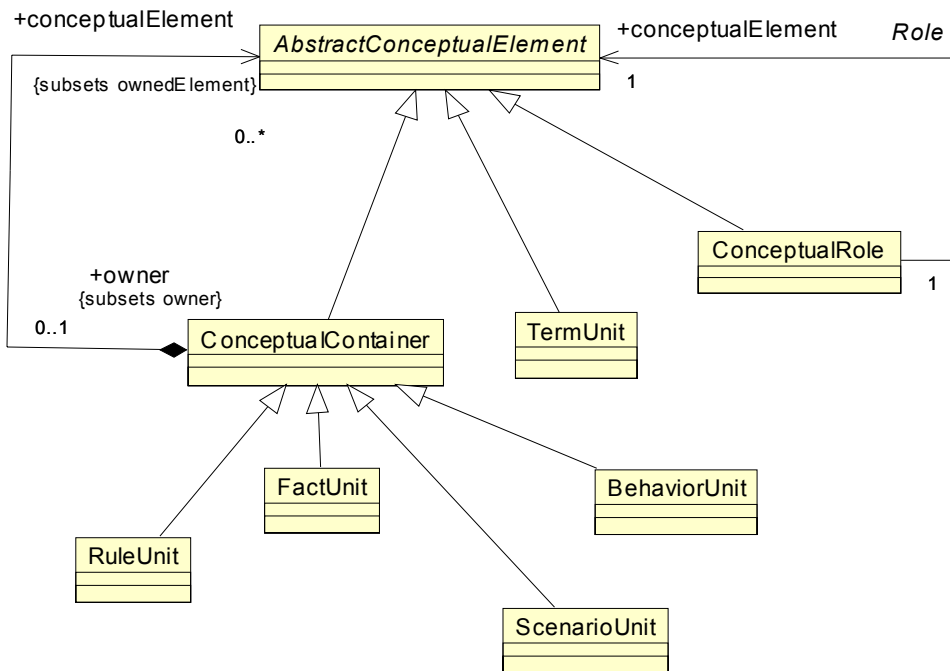 +conceptualElement
AbstractConceptualElement
+conceptualElement
Role
{subsets ownedElement}
1
0..*
ConceptualRole
1
+owner
{subsets owner}
0..1
ConceptualContainer
TermUnit
FactUnit
BehaviorUnit
RuleUnit
ScenarioUnit